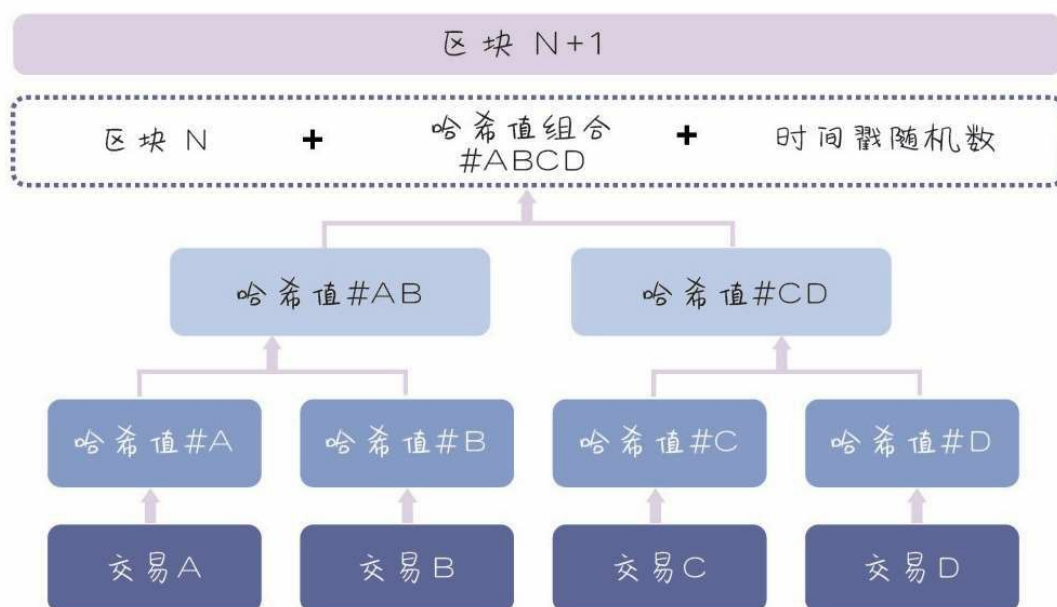 区块 N+1
区块 N + 哈希值组合 + 时间戳随机数
#ABCD
哈希值#AB 哈希值#CD
哈希值#A 哈希值#B 哈希值#C 哈希值#D
交易A 交易B 交易C 交易D